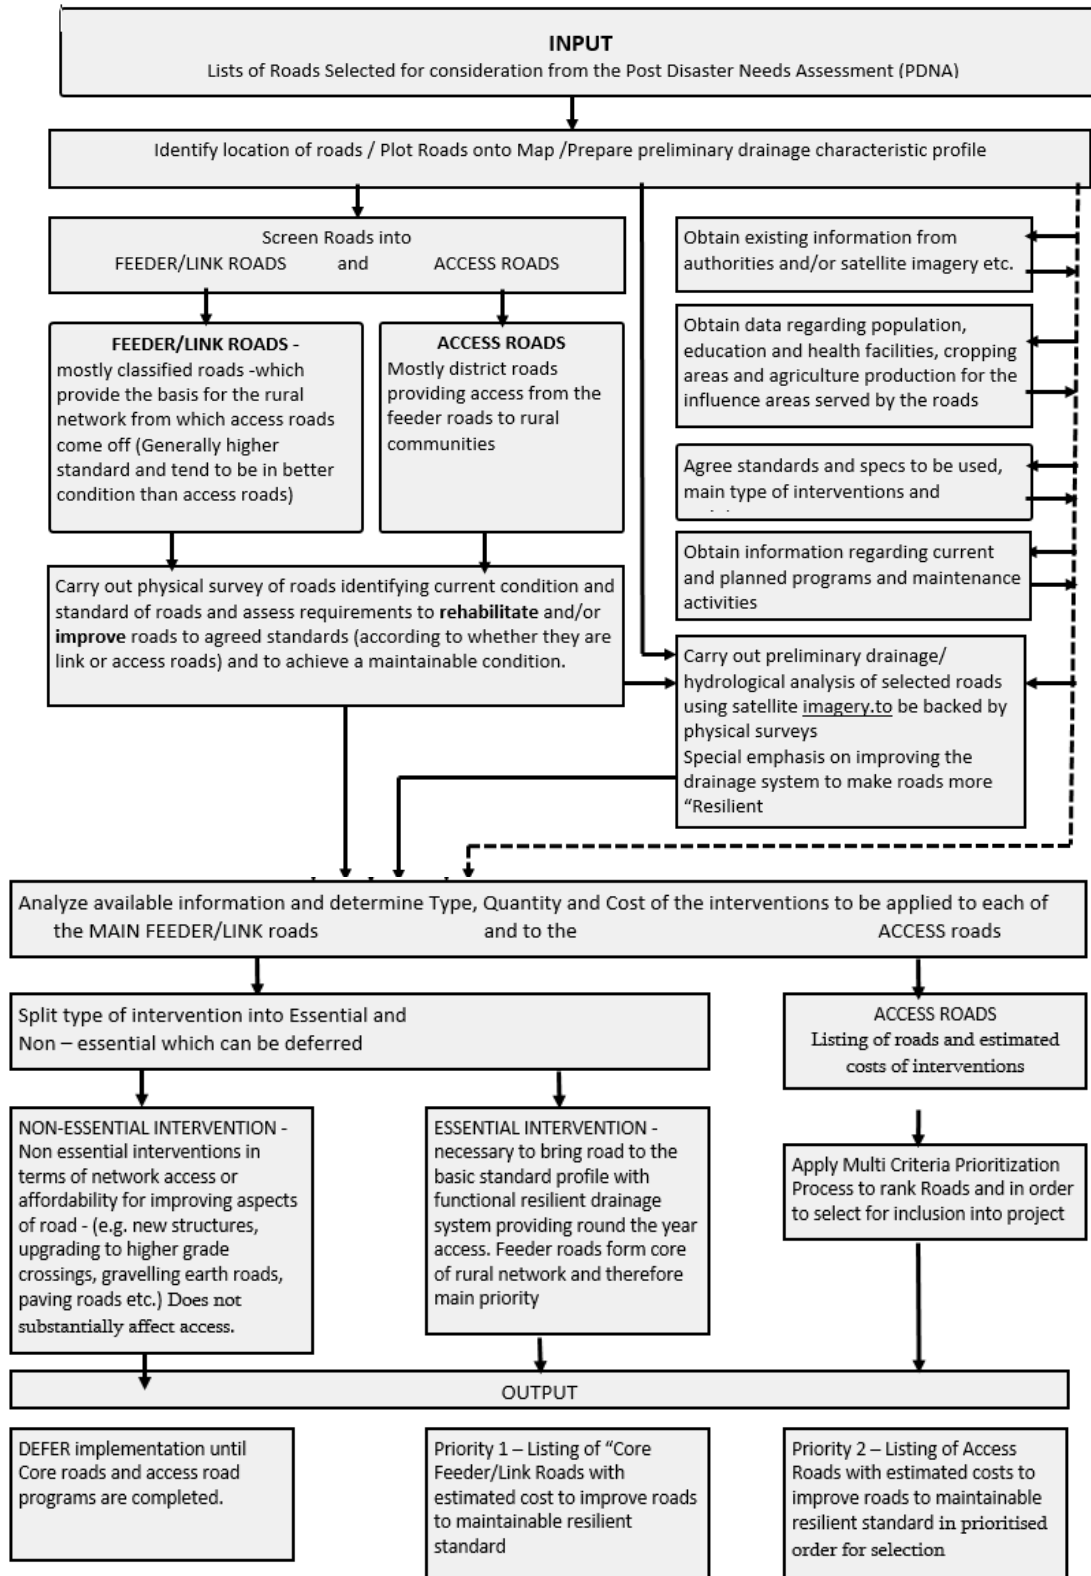 INPUT
Lists of Roads Selected for consideration from the Post Disaster Needs Assessment (PDNA)
Identify location of roads / Plot Roads onto Map /Prepare preliminary drainage characteristic profile
Screen Roads into
FEEDER/LINK ROADS and ACCESS ROADS
FEEDER/LINK ROADS -
mostly classified roads -which
provide the basis for the rural
network from which access roads
come off (Generally higher
standard and tend to be in better
condition than access roads)
ACCESS ROADS
Mostly district roads
providing access from the
feeder roads to rural
communities
Obtain existing information from
authorities and/or satellite imagery etc.
Obtain data regarding population,
education and health facilities, cropping
areas and agriculture production for the
influence areas served by the roads
Agree standards and specs to be used,
main type of interventions and
Obtain information regarding current
and planned programs and maintenance
activities
Carry out physical survey of roads identifying current condition and
standard of roads and assess requirements to rehabilitate and/or
improve roads to agreed standards (according to whether they are
link or access roads) and to achieve a maintainable condition.
Carry out preliminary drainage/
hydrological analysis of selected roads
using satellite imagery.to be backed by
physical surveys
Special emphasis on improving the
drainage system to make roads more
“Resilient
Analyze available information and determine Type, Quantity and Cost of the interventions to be applied to each of
the MAIN FEEDER/LINK roads and to the ACCESS roads
Split type of intervention into Essential and
Non – essential which can be deferred
ACCESS ROADS
Listing of roads and estimated
costs of interventions
NON-ESSENTIAL INTERVENTION -
Non essential interventions in
terms of network access or
affordability for improving aspects
of road - (e.g. new structures,
upgrading to higher grade
crossings, gravelling earth roads,
paving roads etc.) Does not
substantially affect access.
ESSENTIAL INTERVENTION -
necessary to bring road to the
basic standard profile with
functional resilient drainage
system providing round the year
access. Feeder roads form core
of rural network and therefore
main priority
Apply Multi Criteria Prioritization
Process to rank Roads and in order
to select for inclusion into project
OUTPUT
DEFER implementation until
Core roads and access road
programs are completed.
Priority 1 – Listing of “Core
Feeder/Link Roads with
estimated cost to improve roads
to maintainable resilient
standard
Priority 2 – Listing of Access
Roads with estimated costs to
improve roads to maintainable
resilient standard in prioritised
order for selection